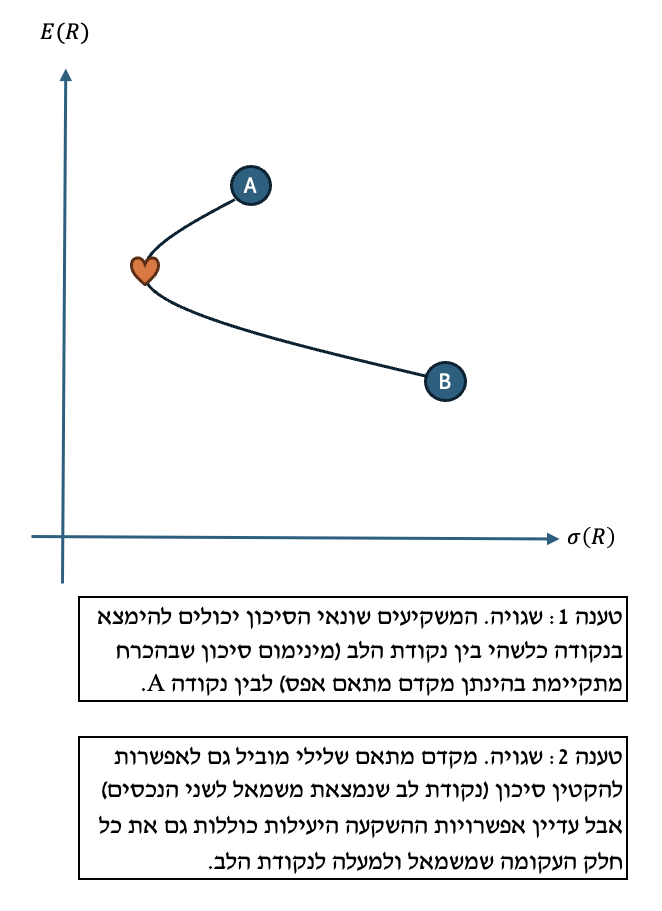 E(R)
A
B
σ(R)
טענה 1: שגויה. המשקיעים שונאי הסיכון יכולים להימצא
בנקודה כלשהי בין נקודת הלב (מינימום סיכון שבהכרח
מתקיימת בהינתן מקדם מתאם אפס) לבין נקודה A.
טענה 2: שגויה. מקדם מתאם שלילי מוביל גם לאפשרות
להקטין סיכון (נקודת לב שנמצאת משמאל לשני הנכסים)
אבל עדיין אפשרויות ההשקעה היעילות כוללות גם את כל
חלק העקומה שמשמאל ולמעלה לנקודת הלב.